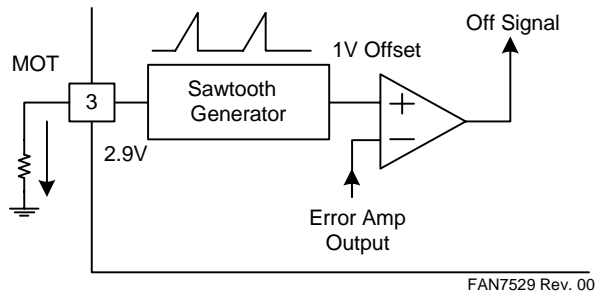 Off Signal
MOT
1V Offset
3
Sawtooth
Generator
+
−
2.9V
Error Amp
Output
FAN7529 Rev. 00